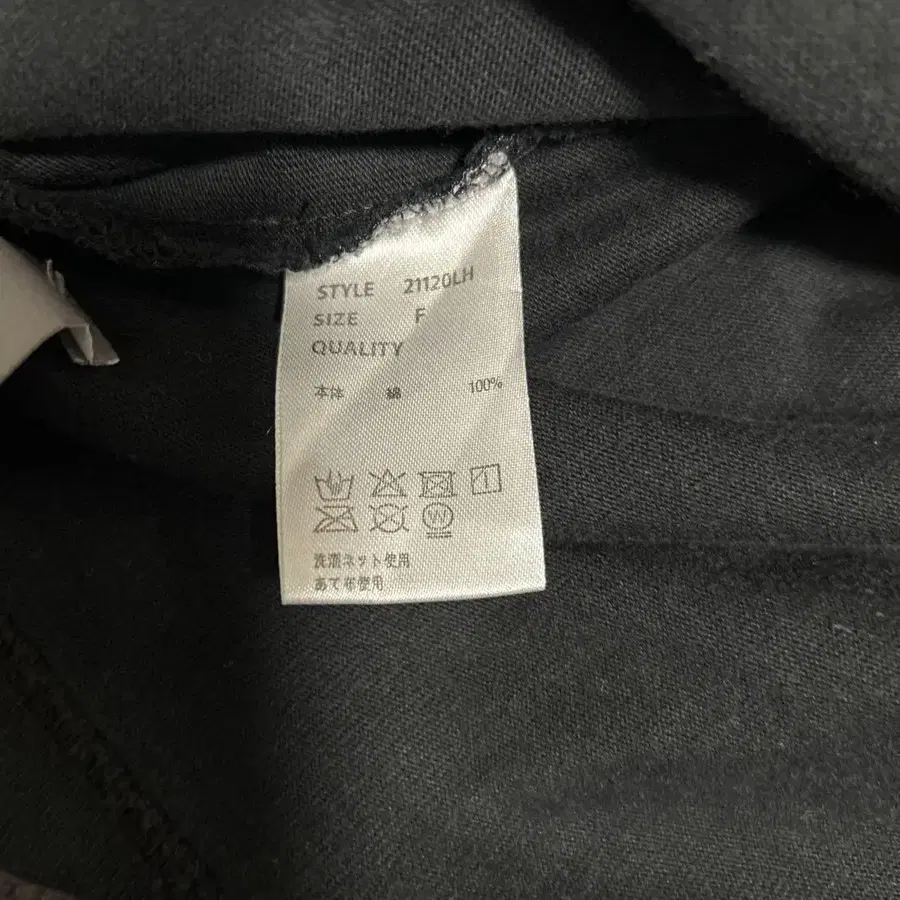 STYLE 21120LH
SIZE F
QUALITY
本体 綿 100%
W
洗濯ネット使用
あて布使用